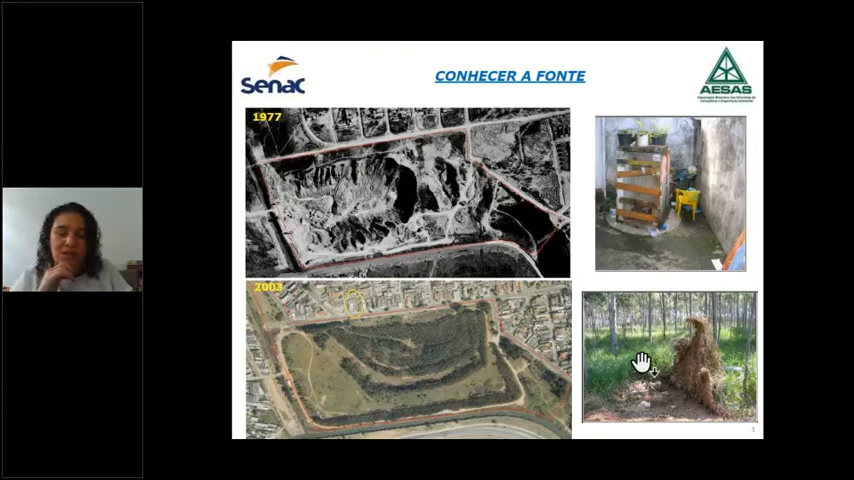 Senac
CONHECER A FONTE
AESAS
1977
2003
3